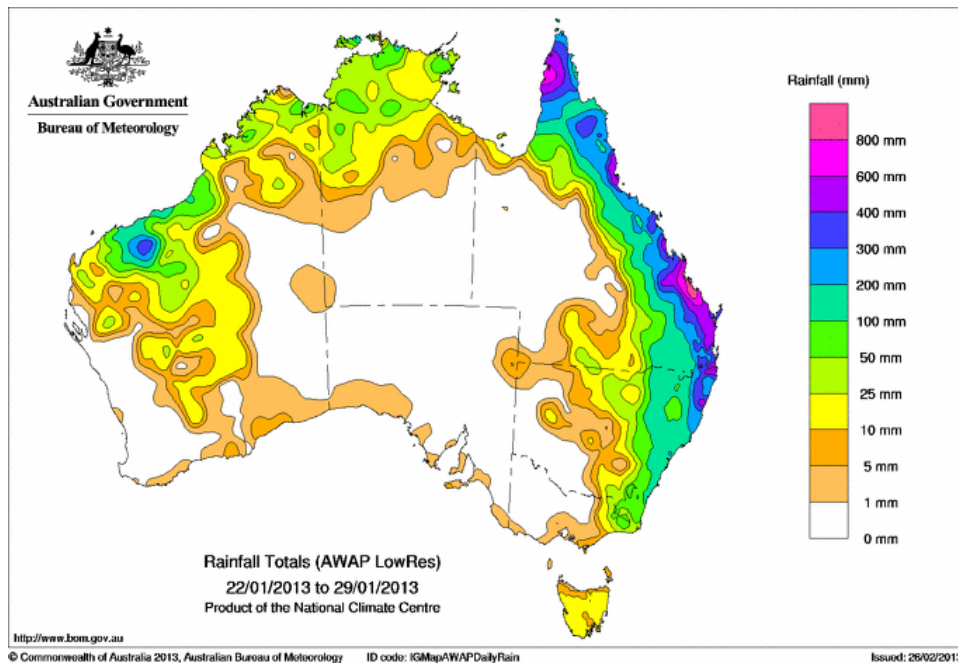 Australian Government
Bureau of Meteorology
Rainfall (mm)
800 mm
600 mm
400 mm
300 mm
200 mm
100 mm
50 mm
25 mm
10 mm
5 mm
1 mm
0 mm
Rainfall Totals (AWAP LowRes)
22/01/2013 to 29/01/2013
Product of the National Climate Centre
http://www.bom.gov.au
© Commonwealth of Australia 2013, Australian Bureau of Meteorology ID code: IGMapAWAPDailyRain Issued: 26/02/2013